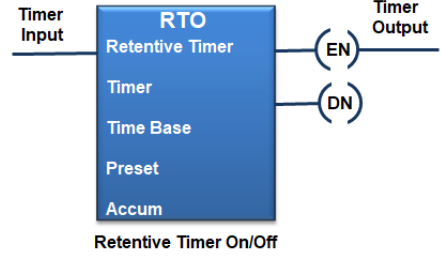 Timer
Input
RTO
Retentive Timer
Timer
Time Base
Preset
Accum
EN
DN
Timer
Output
Retentive Timer On/Off